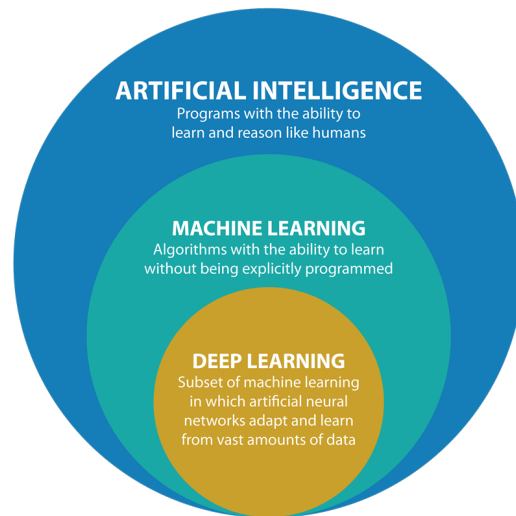 ARTIFICIAL INTELLIGENCE
Programs with the ability to
learn and reason like humans
MACHINE LEARNING
Algorithms with the ability to learn
without being explicitly programmed
DEEP LEARNING
Subset of machine learning
in which artificial neural
networks adapt and learn
from vast amounts of data